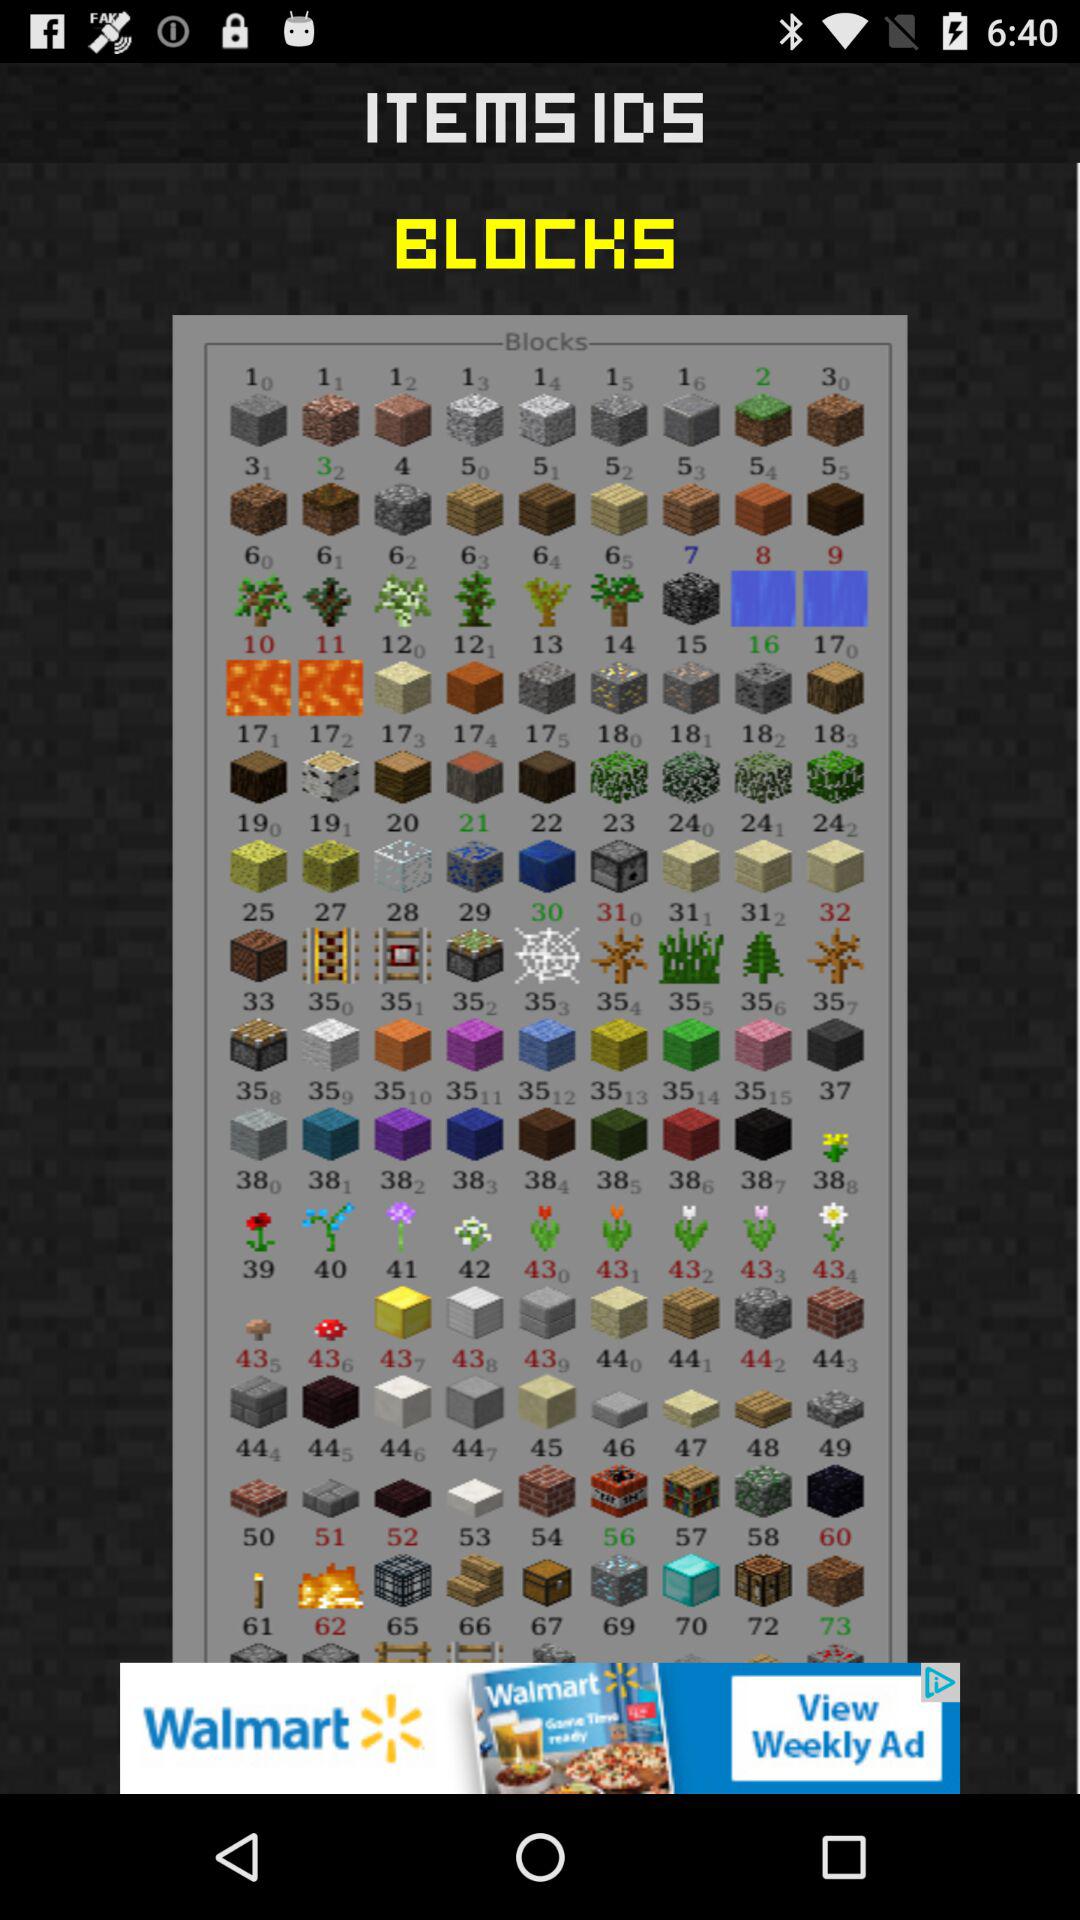 FAKE
6:40
ITEMS IDS
BLOCKS
Blocks
1₀ 1₁ 1₂ 1₃ 1₄ 1₅ 1₆ 2 3₀
3₁ 3₂ 4 5₀ 5₁ 5₂ 5₃ 5₄ 5₅
6₀ 6₁ 6₂ 6₃ 6₄ 6₅ 7 8 9
10 11 12₀ 12₁ 13 14 15 16 17₀
17₁ 17₂ 17₃ 17₄ 17₅ 18₀ 18₁ 18₂ 18₃
19₀ 19₁ 20 21 22 23 24₀ 24₁ 24₂
25 27 28 29 30 31₀ 31₁ 31₂ 32
33 35₀ 35₁ 35₂ 35₃ 35₄ 35₅ 35₆ 35₇
35₈ 35₉ 35₁₀ 35₁₁ 35₁₂ 35₁₃ 35₁₄ 35₁₅ 37
38₀ 38₁ 38₂ 38₃ 38₄ 38₅ 38₆ 38₇ 38₈
39 40 41 42 43₀ 43₁ 43₂ 43₃ 43₄
43₅ 43₆ 43₇ 43₈ 43₉ 44₀ 44₁ 44₂ 44₃
44₄ 44₅ 44₆ 44₇ 45 46 47 48 49
50 51 52 53 54 56 57 58 60
61 62 65 66 67 69 70 72 73
Walmart
Walmart
Game Time
ready
View
Weekly Ad